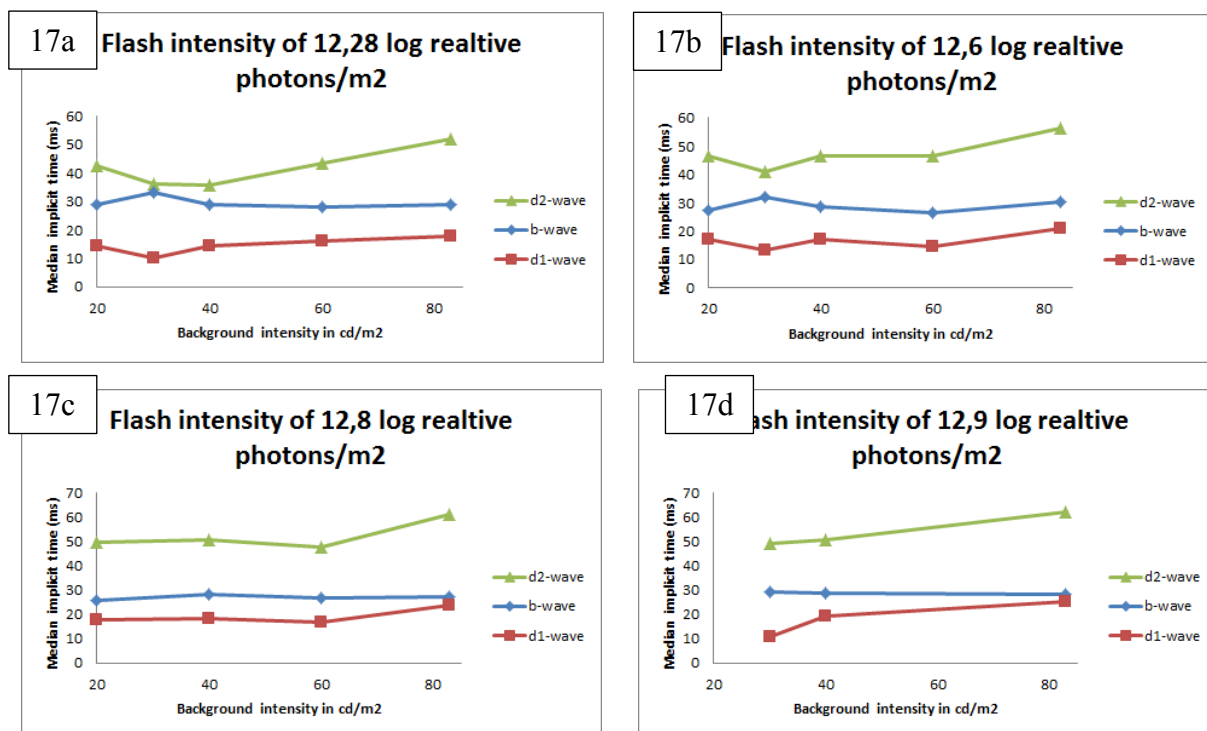 17a
Flash intensity of 12,28 log realtive
photons/m2
Median implicit time (ms)
60
50
40
30
20
10
0
20
40
60
80
Background intensity in cd/m2
d2-wave
b-wave
d1-wave
17b
Flash intensity of 12,6 log realtive
photons/m2
Median implicit time (ms)
60
50
40
30
20
10
0
20
40
60
80
Background intensity in cd/m2
d2-wave
b-wave
d1-wave
17c
Flash intensity of 12,8 log realtive
photons/m2
Median implicit time (ms)
70
60
50
40
30
20
10
0
20
40
60
80
Background intensity in cd/m2
d2-wave
b-wave
d1-wave
17d
ash intensity of 12,9 log realtive
photons/m2
Median implicit time (ms)
70
60
50
40
30
20
10
0
20
40
60
80
Background intensity in cd/m2
d2-wave
b-wave
d1-wave